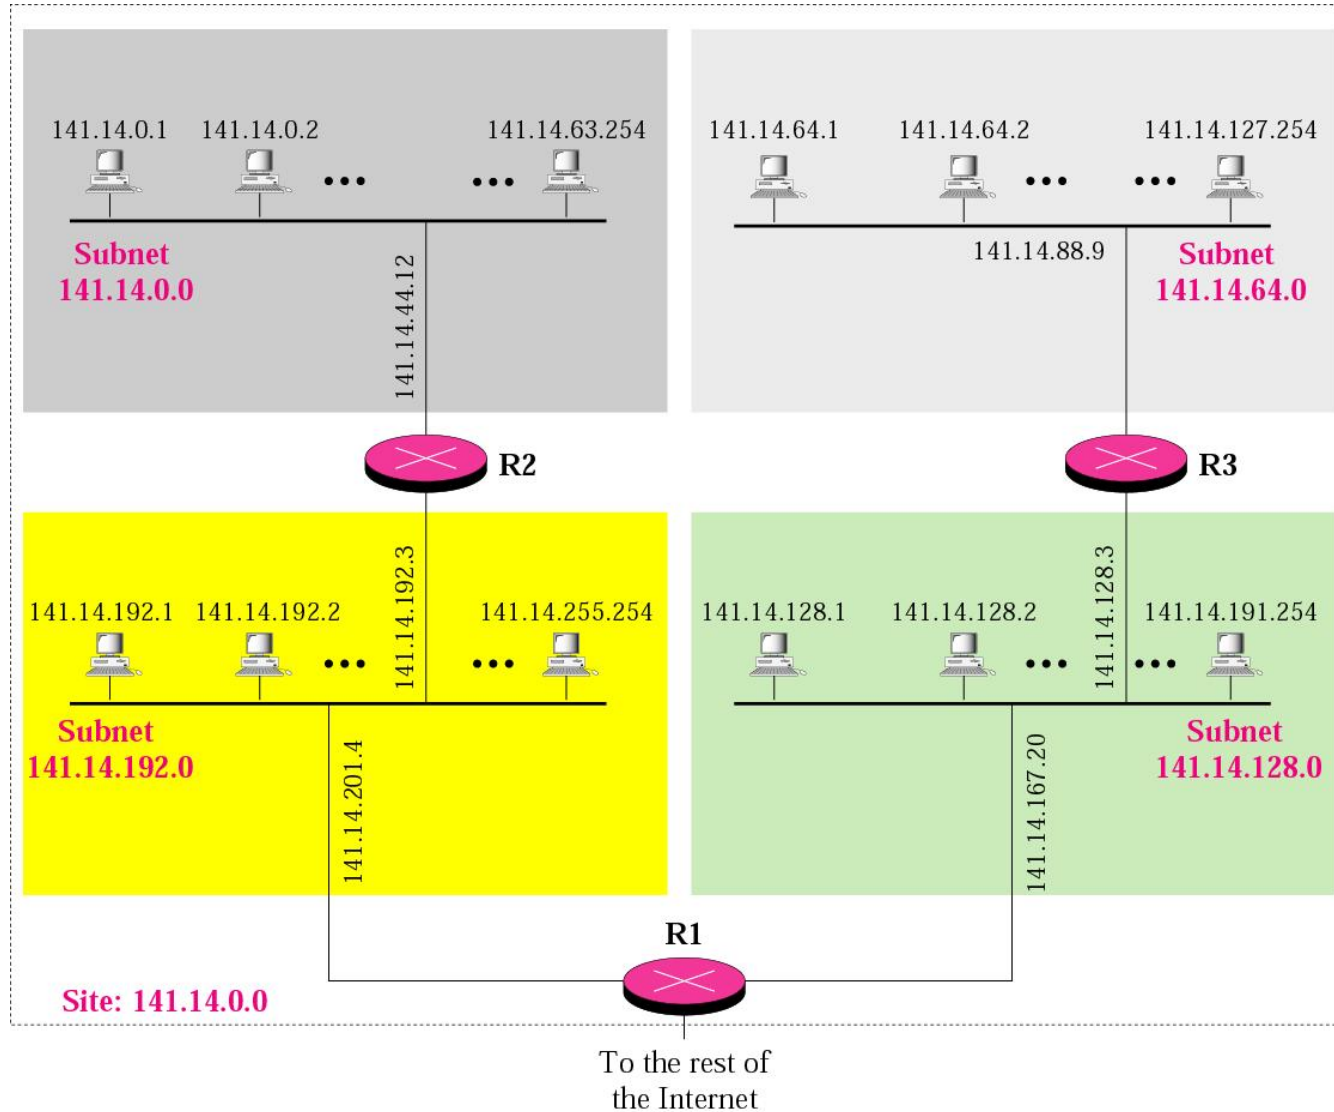 141.14.0.1
141.14.0.2
141.14.63.254
Subnet
141.14.0.0
141.14.44.12
141.14.64.1
141.14.64.2
141.14.127.254
141.14.88.9
Subnet
141.14.64.0
R2
R3
141.14.192.1
141.14.192.2
141.14.192.3
141.14.255.254
Subnet
141.14.192.0
141.14.201.4
141.14.128.1
141.14.128.2
141.14.128.3
141.14.191.254
Subnet
141.14.128.0
141.14.167.20
R1
Site: 141.14.0.0
To the rest of
the Internet